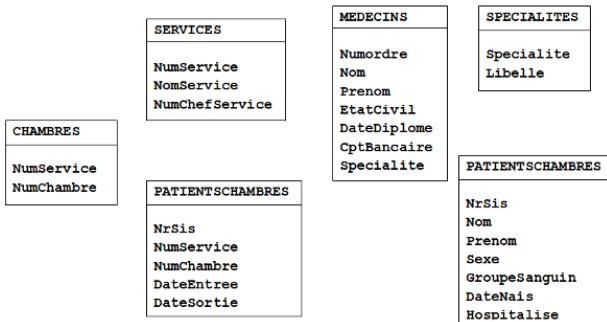 SERVICES
NumService
NomService
NumChefService
MEDECINS
Numordre
Nom
Prenom
EtatCivil
DateDiplome
CptBancaire
Specialite
SPECIALITES
Specialite
Libelle
CHAMBRES
NumService
NumChambre
PATIENTSCHAMBRES
NrSis
NumService
NumChambre
DateEntree
DateSortie
PATIENTSCHAMBRES
NrSis
Nom
Prenom
Sexe
GroupeSanguin
DateNais
Hospitalise